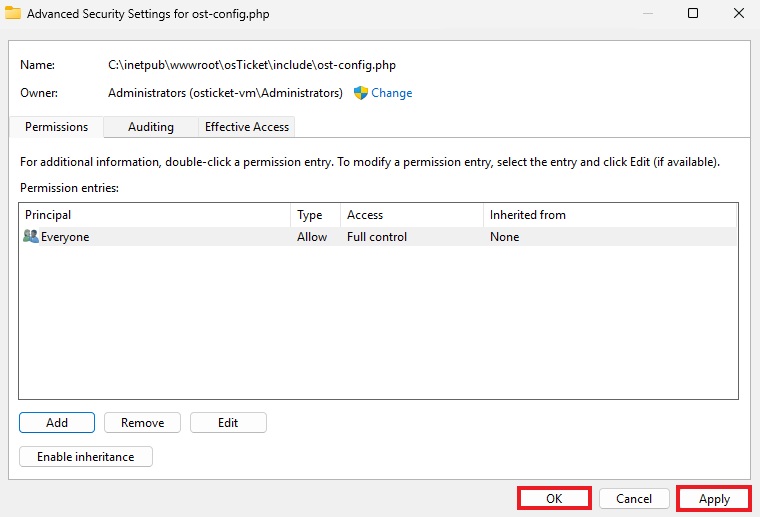 Advanced Security Settings for ost-config.php
Name: C:\inetpub\wwwroot\osTicket\include\ost-config.php
Owner: Administrators (osticket-vm\Administrators) Change
Permissions Auditing Effective Access
For additional information, double-click a permission entry. To modify a permission entry, select the entry and click Edit (if available).
Permission entries:
Principal Type Access Inherited from
Everyone Allow Full control None
Add Remove Edit
Enable inheritance
OK Cancel Apply